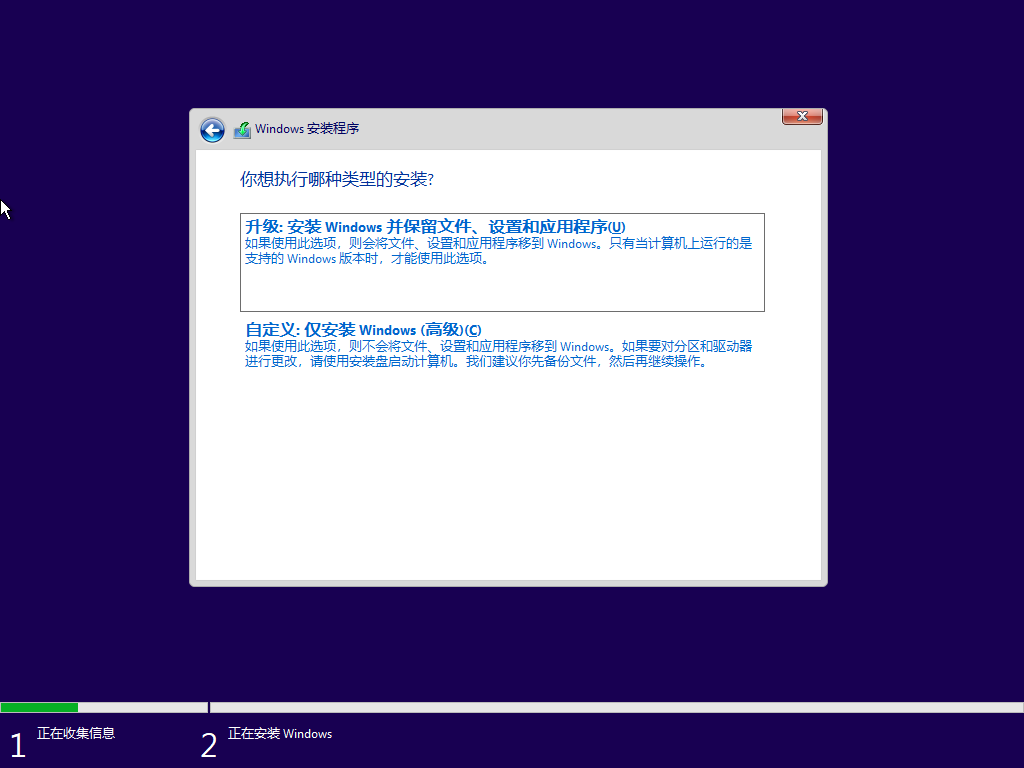 Windows 安装程序
你想执行哪种类型的安装?
升级: 安装 Windows 并保留文件、设置和应用程序(U)
如果使用此选项，则会将文件、设置和应用程序移到 Windows。只有当计算机上运行的是
支持的 Windows 版本时，才能使用此选项。
自定义: 仅安装 Windows (高级)(C)
如果使用此选项，则不会将文件、设置和应用程序移到 Windows。如果要对分区和驱动器
进行更改，请使用安装盘启动计算机。我们建议你先备份文件，然后再继续操作。
1 正在收集信息
2 正在安装 Windows